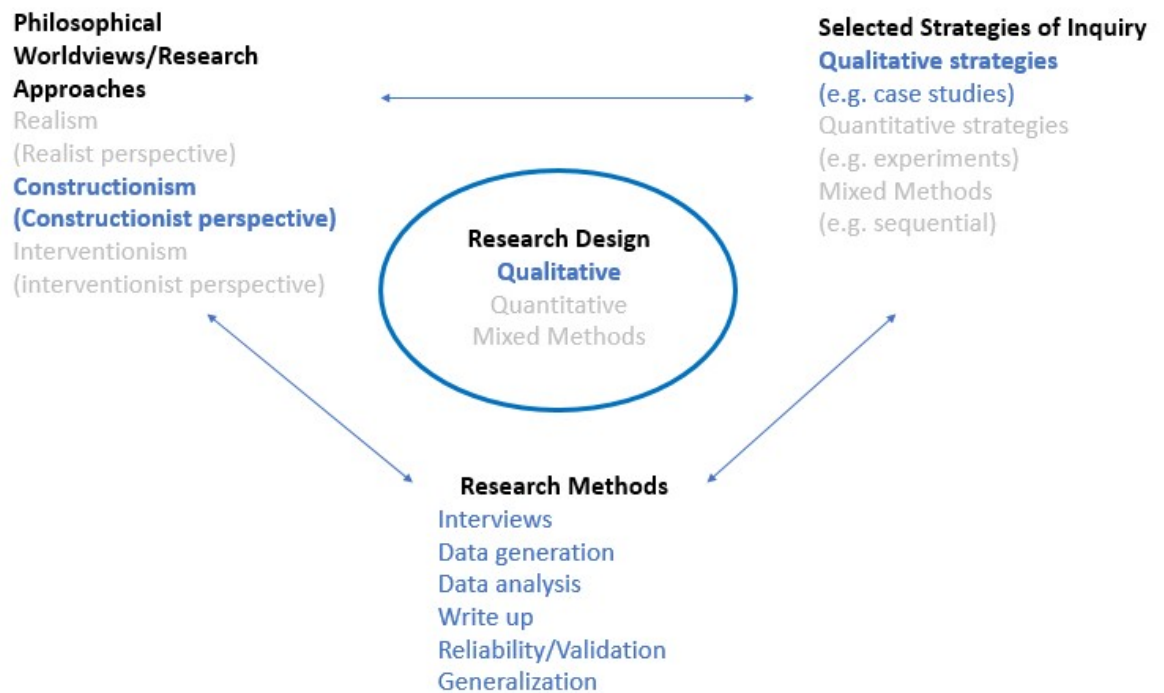 Philosophical
Worldviews/Research
Approaches
Realism
(Realist perspective)
Constructionism
(Constructionist perspective)
Interventionism
(interventionist perspective)
Selected Strategies of Inquiry
Qualitative strategies
(e.g. case studies)
Quantitative strategies
(e.g. experiments)
Mixed Methods
(e.g. sequential)
Research Design
Qualitative
Quantitative
Mixed Methods
Research Methods
Interviews
Data generation
Data analysis
Write up
Reliability/Validation
Generalization